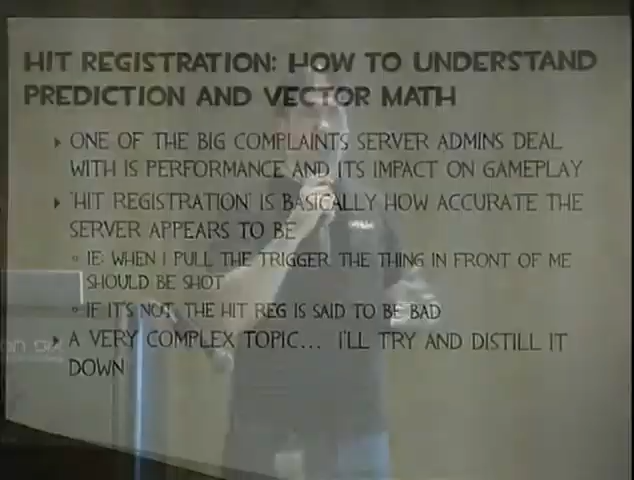 HIT REGISTRATION: HOW TO UNDERSTAND
PREDICTION AND VECTOR MATH
ONE OF THE BIG COMPLAINTS SERVER ADMINS DEAL
WITH IS PERFORMANCE AND ITS IMPACT ON GAMEPLAY
'HIT REGISTRATION' IS BASICALLY HOW ACCURATE THE
SERVER APPEARS TO BE
IE: WHEN I PULL THE TRIGGER THE THING IN FRONT OF ME
SHOULD BE SHOT
IF IT'S NOT, THE HIT REG IS SAID TO BE BAD
A VERY COMPLEX TOPIC... I'LL TRY AND DISTILL IT
DOWN